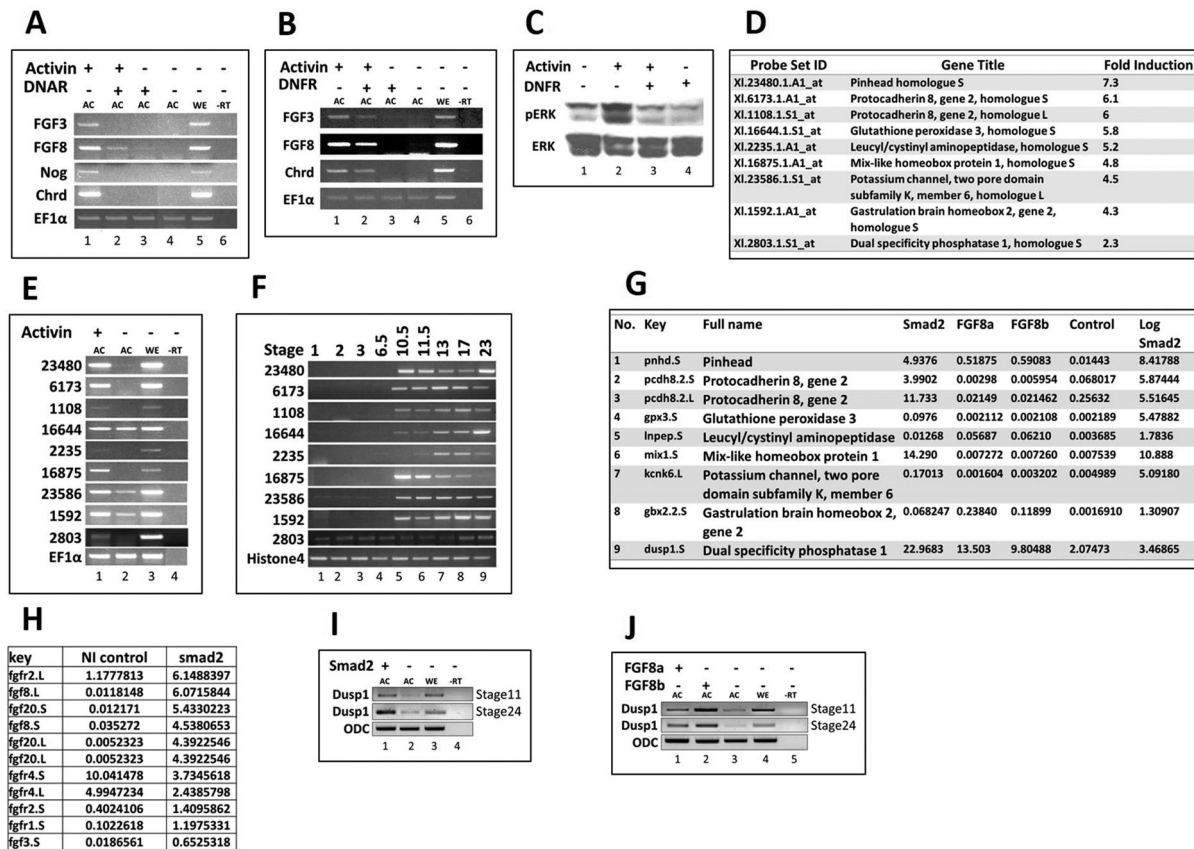 A
Activin + + - - - -
DNAR - + + - - -
AC AC AC AC WE -RT
FGF3
FGF8
Nog
Chrd
EF1α
1 2 3 4 5 6
B
Activin + + - - - -
DNFR - + + - - -
AC AC AC AC WE -RT
FGF3
FGF8
Chrd
EF1α
1 2 3 4 5 6
C
Activin - + + -
DNFR - - + +
pERK
ERK
1 2 3 4
D
Probe Set ID Gene Title Fold Induction
Xl.23480.1.A1_at Pinhead homologue S 7.3
Xl.6173.1.A1_at Protocadherin 8, gene 2, homologue S 6.1
Xl.1108.1.S1_at Protocadherin 8, gene 2, homologue L 6
Xl.16644.1.S1_at Glutathione peroxidase 3, homologue S 5.8
Xl.2235.1.A1_at Leucyl/cystinyl aminopeptidase, homologue S 5.2
Xl.16875.1.A1_at Mix-like homeobox protein 1, homologue S 4.8
Xl.23586.1.S1_at Potassium channel, two pore domain 4.5
subfamily K, member 6, homologue L
Xl.1592.1.A1_at Gastrulation brain homeobox 2, gene 2, 4.3
homologue S
Xl.2803.1.S1_at Dual specificity phosphatase 1, homologue S 2.3
E
Activin + - - -
AC AC WE -RT
23480
6173
1108
16644
2235
16875
23586
1592
2803
EF1α
1 2 3 4
F
Stage 1 2 3 6.5 10.5 11.5 13 17 23
23480
6173
1108
16644
2235
16875
23586
1592
2803
Histone4
1 2 3 4 5 6 7 8 9
G
No. Key Full name Smad2 FGF8a FGF8b Control Log
Smad2
1 pnhd.S Pinhead 4.9376 0.51875 0.59083 0.01443 8.41788
2 pcdh8.2.S Protocadherin 8, gene 2 3.9902 0.00298 0.005954 0.068017 5.87444
3 pcdh8.2.L Protocadherin 8, gene 2 11.733 0.02149 0.021462 0.25632 5.51645
4 gpx3.S Glutathione peroxidase 3 0.0976 0.002112 0.002108 0.002189 5.47882
5 lnpep.S Leucyl/cystinyl aminopeptidase 0.01268 0.05687 0.06210 0.003685 1.7836
6 mix1.S Mix-like homeobox protein 1 14.290 0.007272 0.007260 0.007539 10.888
7 kcnk6.L Potassium channel, two pore 0.17013 0.001604 0.003202 0.004989 5.09180
domain subfamily K, member 6
8 gbx2.2.S Gastrulation brain homeobox 2, 0.068247 0.23840 0.11899 0.0016910 1.30907
gene 2
9 dusp1.S Dual specificity phosphatase 1 22.9683 13.503 9.80488 2.07473 3.46865
H
key NI control smad2
fgfr2.L 1.1777813 6.1488397
fgf8.L 0.0118148 6.0715844
fgf20.S 0.012171 5.4330223
fgf8.S 0.035272 4.5380653
fgf20.L 0.0052323 4.3922546
fgf20.L 0.0052323 4.3922546
fgfr4.S 10.041478 3.7345618
fgfr4.L 4.9947234 2.4385798
fgfr2.S 0.4024106 1.4095862
fgfr1.S 0.1022618 1.1975331
fgf3.S 0.0186561 0.6525318
I
Smad2 + - - -
AC AC WE -RT
Dusp1 Stage11
Dusp1 Stage24
ODC
1 2 3 4
J
FGF8a + - - - -
FGF8b - + - - -
AC AC AC WE -RT
Dusp1 Stage11
Dusp1 Stage24
ODC
1 2 3 4 5